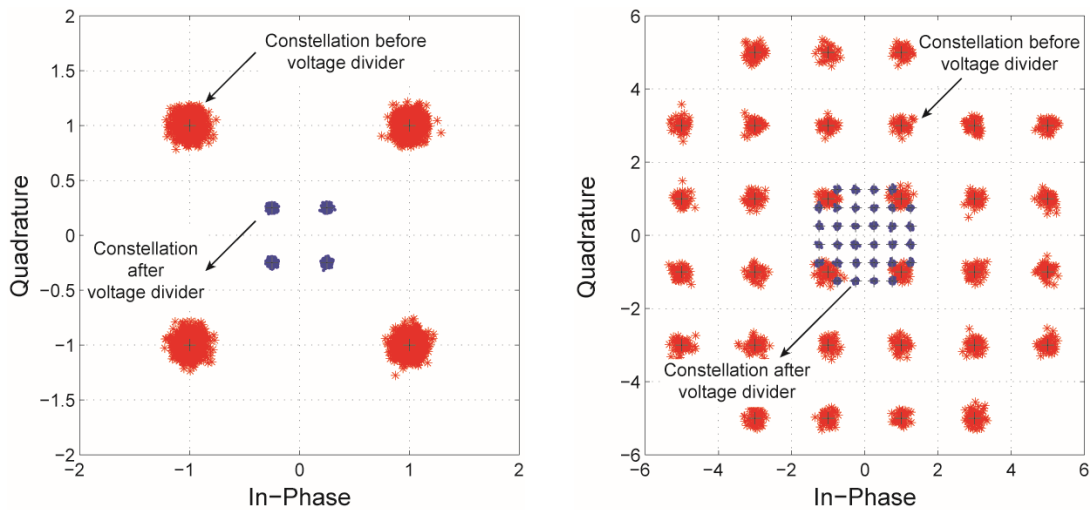 2
1.5
1
0.5
0
−0.5
−1
−1.5
−2
−2
−1
0
1
2
Quadrature
In−Phase
Constellation before
voltage divider
Constellation
after
voltage divider
6
4
2
0
−2
−4
−6
−6
−4
−2
0
2
4
6
Quadrature
In−Phase
Constellation before
voltage divider
Constellation after
voltage divider